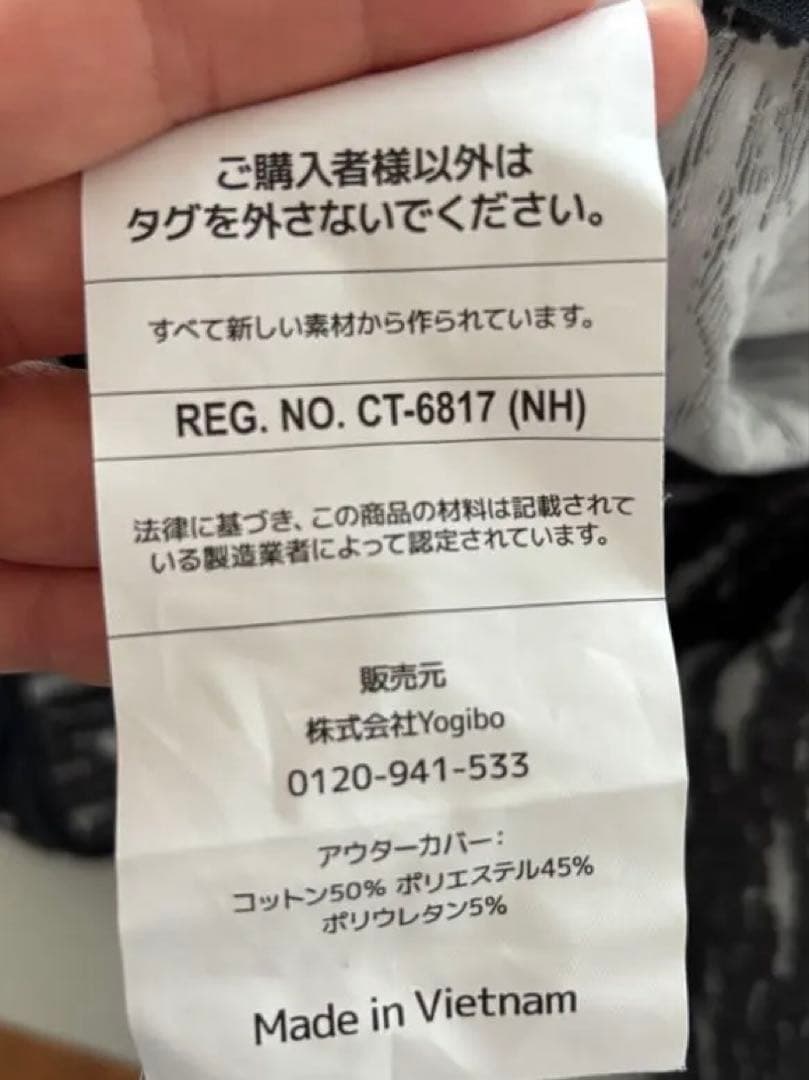 ご購入者様以外は
タグを外さないでください。
すべて新しい素材から作られています。
REG. NO. CT-6817 (NH)
法律に基づき、この商品の材料は記載されて
いる製造業者によって認定されています。
販売元
株式会社Yogibo
0120-941-533
アウターカバー:
コットン50% ポリエステル45%
ポリウレタン5%
Made in Vietnam